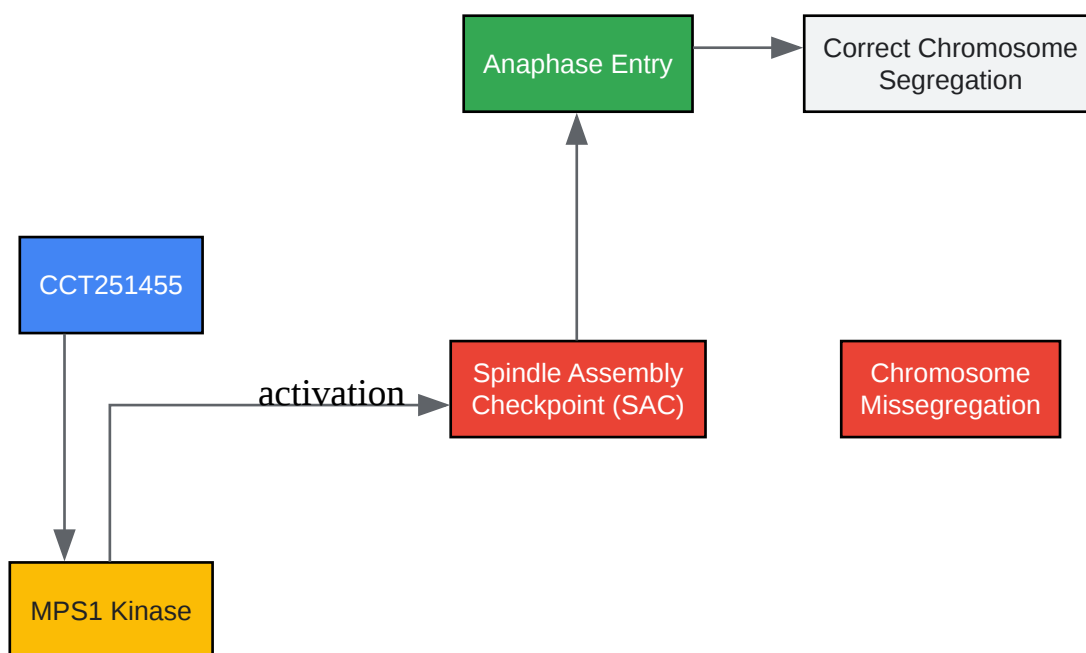 Anaphase Entry
Correct Chromosome
Segregation
CCT251455
activation
Spindle Assembly
Checkpoint (SAC)
Chromosome
Missegregation
MPS1 Kinase